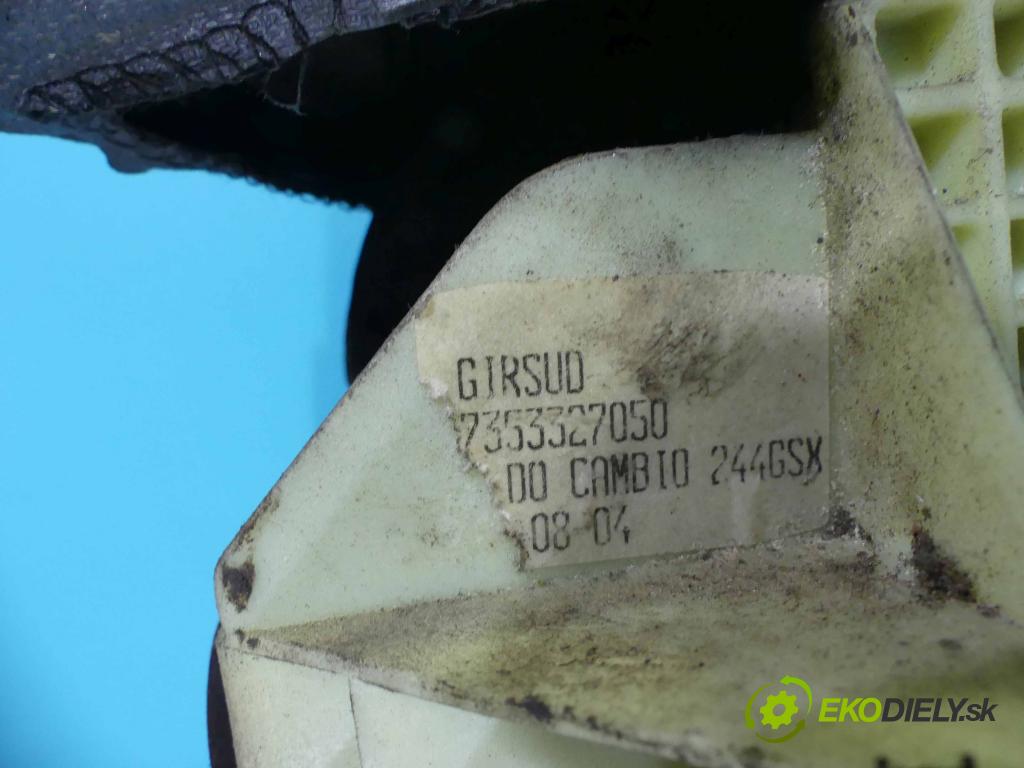 GIRSUD
7353327050
DO CAMBIO 244GSX
08-04
EKODIELY.sk